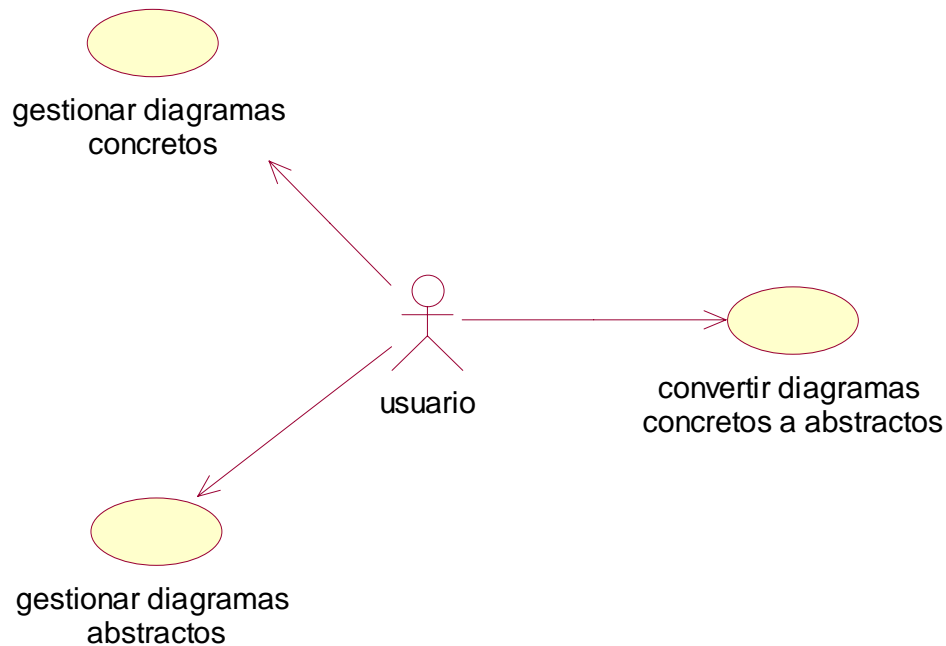 gestionar diagramas
concretos
usuario
convertir diagramas
concretos a abstractos
gestionar diagramas
abstractos